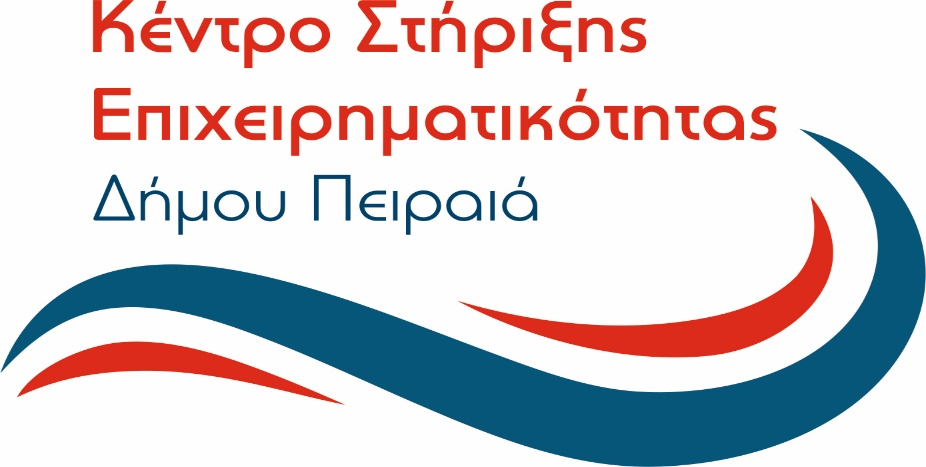 Κέντρο Στήριξης
Επιχειρηματικότητας
Δήμου Πειραιά